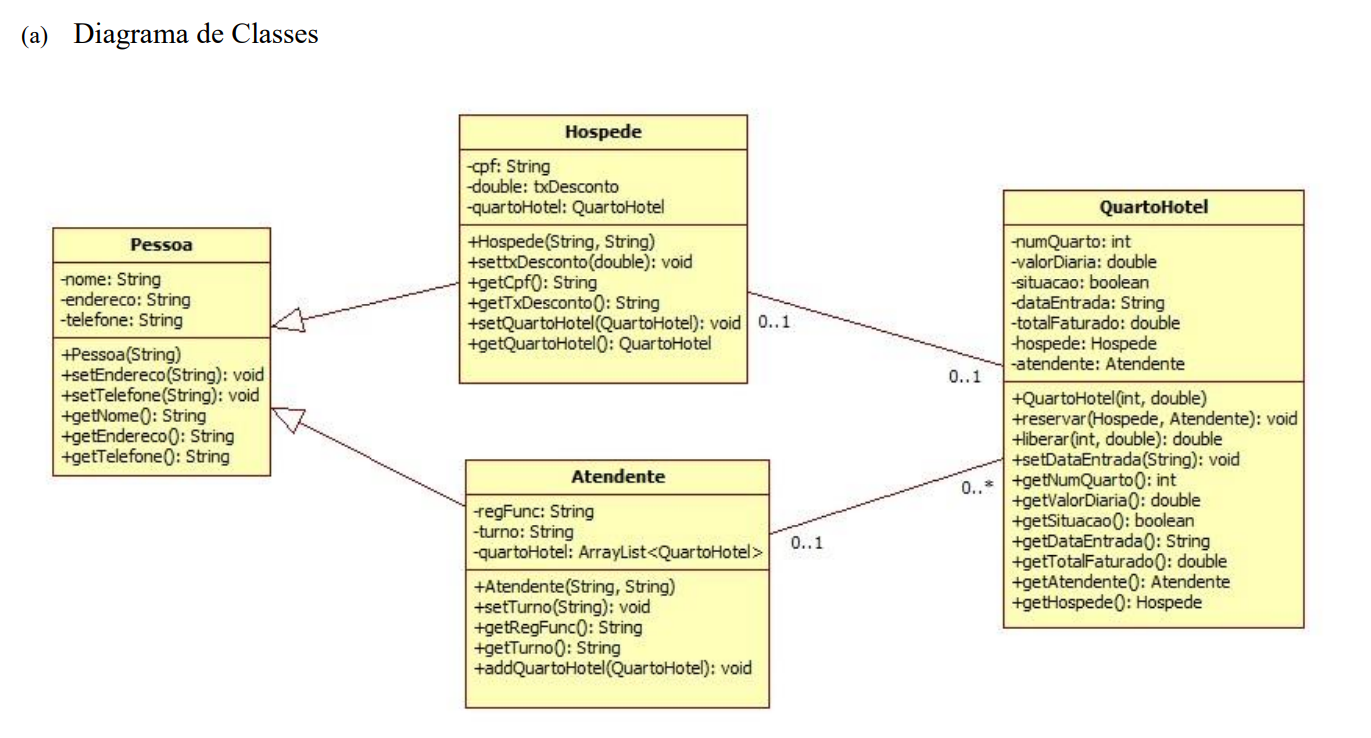 (a) Diagrama de Classes
Hospede
-cpf: String
-double: txDesconto
-quartoHotel: QuartoHotel
+Hospede(String, String)
+settxDesconto(double): void
+getCpf(): String
+getTxDesconto(): String
+setQuartoHotel(QuartoHotel): void
+getQuartoHotel(): QuartoHotel
Pessoa
-nome: String
-endereco: String
-telefone: String
+Pessoa(String)
+setEndereco(String): void
+setTelefone(String): void
+getNome(): String
+getEndereco(): String
+getTelefone(): String
0..1
0..1
QuartoHotel
-numQuarto: int
-valorDiaria: double
-situacao: boolean
-dataEntrada: String
-totalFaturado: double
-hospede: Hospede
-atendente: Atendente
+QuartoHotel(int, double)
+reservar(Hospede, Atendente): void
+liberar(int, double): double
+setDataEntrada(String): void
+getNumQuarto(): int
+getValorDiaria(): double
+getSituacao(): boolean
+getDataEntrada(): String
+getTotalFaturado(): double
+getAtendente(): Atendente
+getHospede(): Hospede
Atendente
-regFunc: String
-turno: String
-quartoHotel: ArrayList<QuartoHotel>
+Atendente(String, String)
+setTurno(String): void
+getRegFunc(): String
+getTurno(): String
+addQuartoHotel(QuartoHotel): void
0..*
0..1